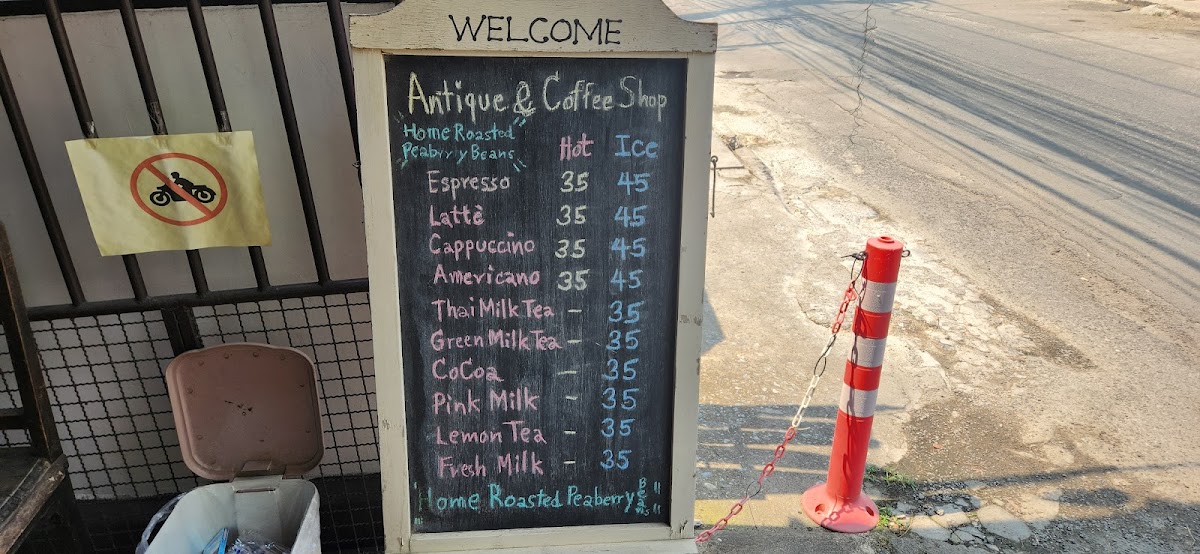 WELCOME
Antique & Coffee Shop
"Home Roasted Peaberry Beans" Hot Ice
Espresso 35 45
Lattè 35 45
Cappuccino 35 45
Americano 35 45
Thai Milk Tea - 35
Green Milk Tea - 35
CoCoa - 35
Pink Milk - 35
Lemon Tea - 35
Fresh Milk - 35
"Home Roasted Peaberry Beans"